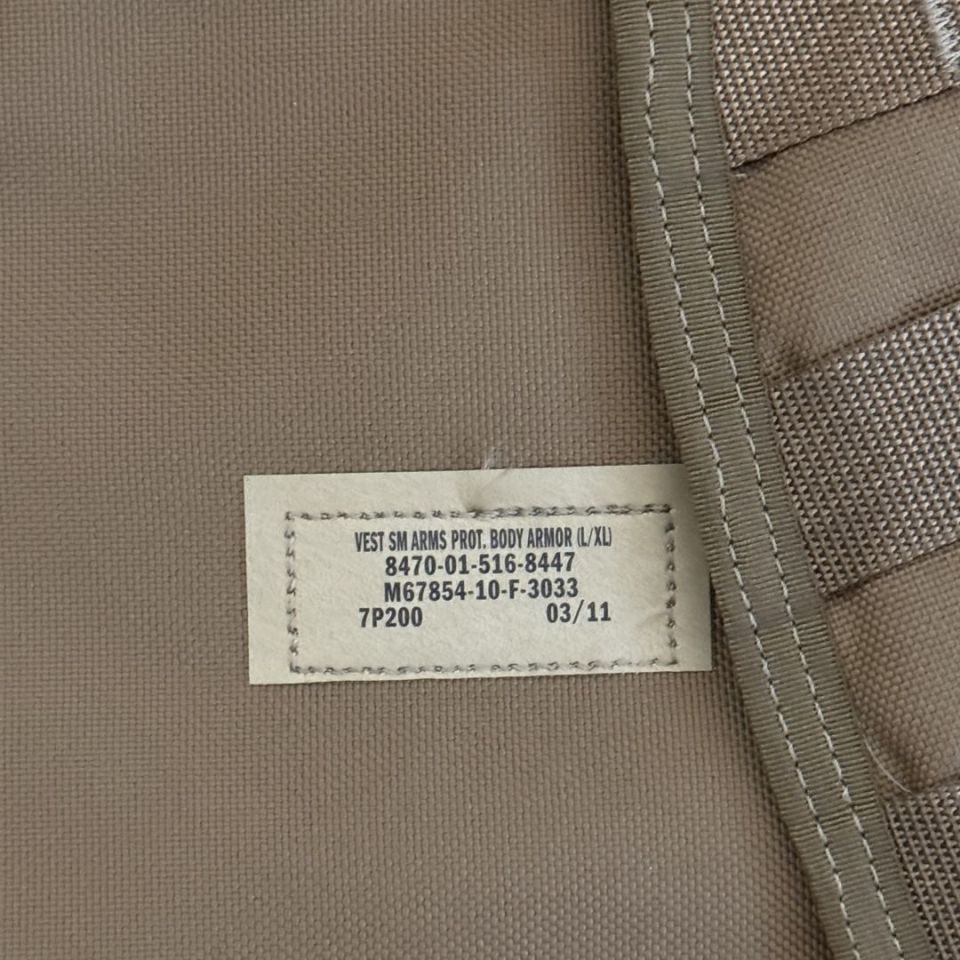 VEST SM ARMS PROT. BODY ARMOR (L/XL)
8470-01-516-8447
M67854-10-F-3033
7P200 03/11